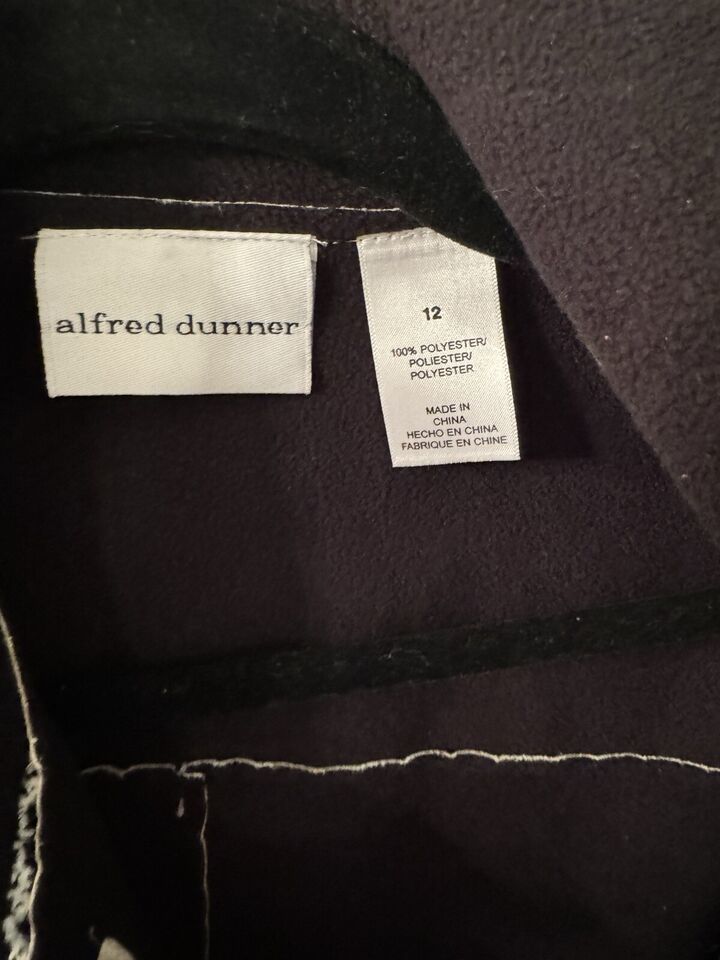 alfred dunner
12
100% POLYESTER/
POLIESTER/
POLYESTER
MADE IN
CHINA
HECHO EN CHINA
FABRIQUE EN CHINE